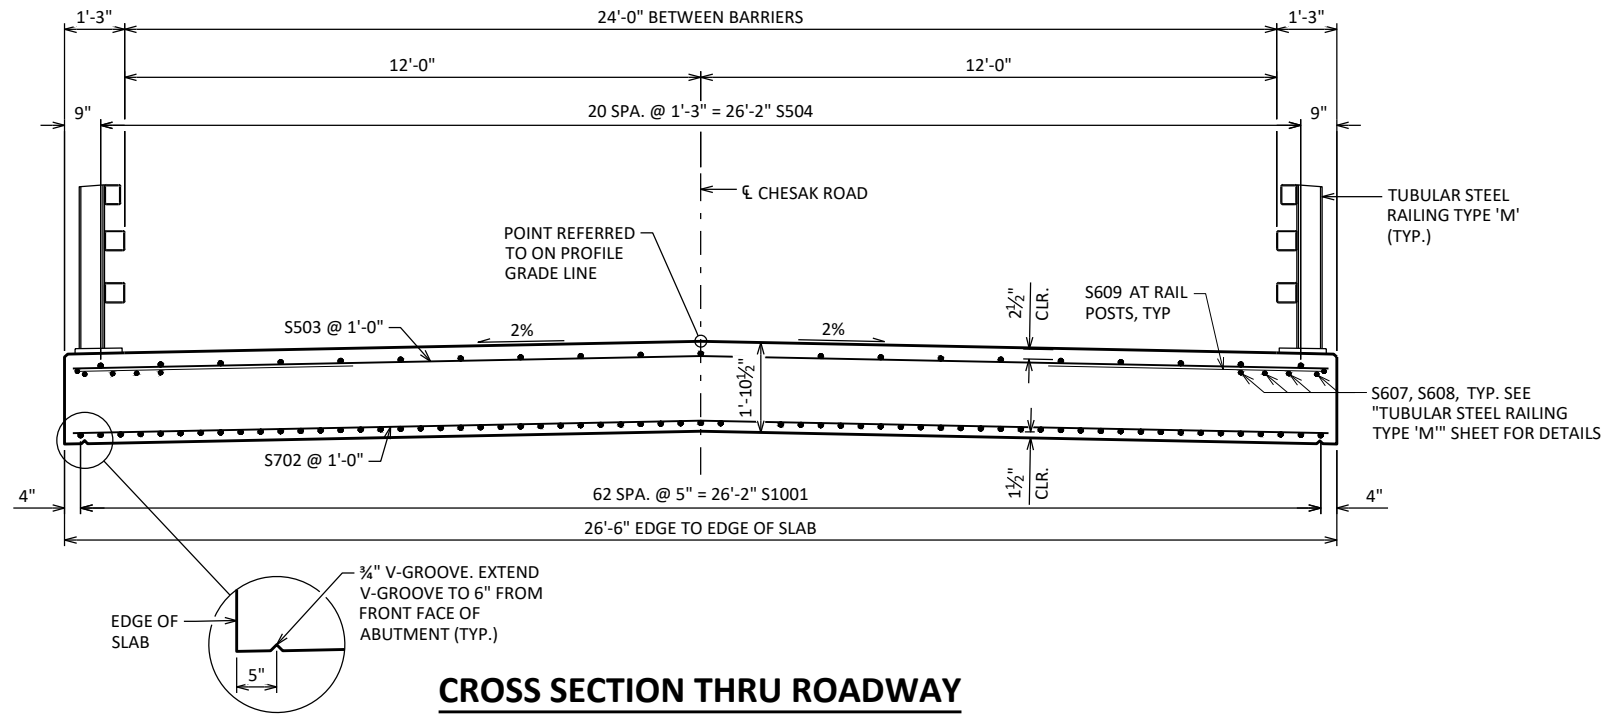 1'-3"
24'-0" BETWEEN BARRIERS
1'-3"
12'-0"
12'-0"
9"
20 SPA. @ 1'-3" = 26'-2" S504
9"
℄ CHESAK ROAD
TUBULAR STEEL
RAILING TYPE 'M'
(TYP.)
POINT REFERRED
TO ON PROFILE
GRADE LINE
S503 @ 1'-0"
2%
2%
2½"
CLR.
S609 AT RAIL
POSTS, TYP
1'-10½"
S607, S608, TYP. SEE
"TUBULAR STEEL RAILING
TYPE 'M'" SHEET FOR DETAILS
S702 @ 1'-0"
1½"
CLR.
4"
62 SPA. @ 5" = 26'-2" S1001
4"
26'-6" EDGE TO EDGE OF SLAB
¾" V-GROOVE. EXTEND
V-GROOVE TO 6" FROM
FRONT FACE OF
ABUTMENT (TYP.)
EDGE OF
SLAB
5"
CROSS SECTION THRU ROADWAY